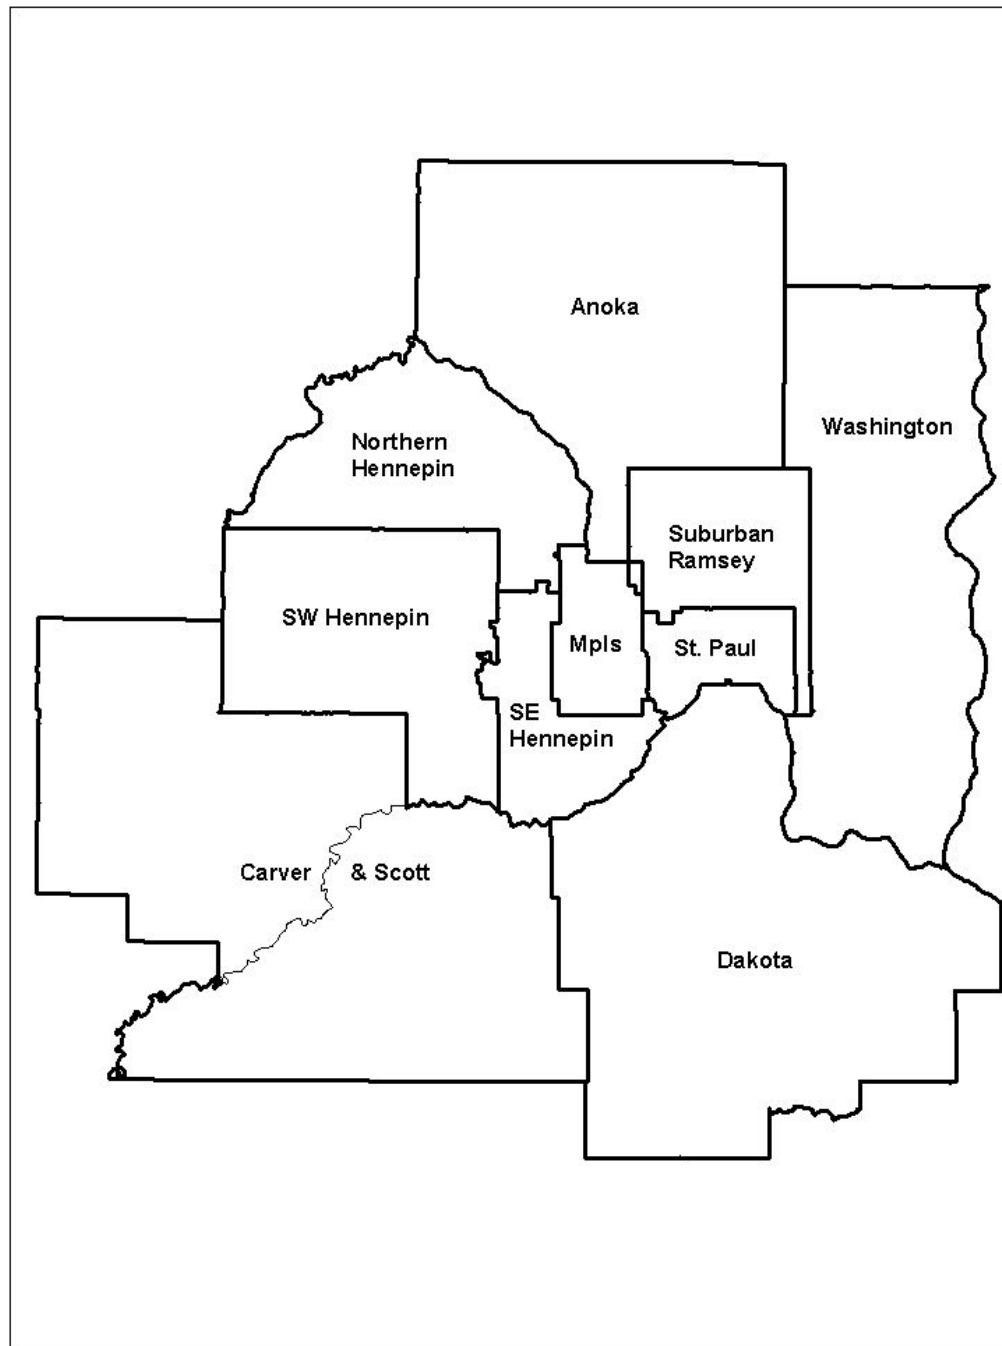 Anoka
Washington
Northern
Hennepin
Suburban
Ramsey
SW Hennepin
Mpls
St. Paul
SE
Hennepin
Carver & Scott
Dakota